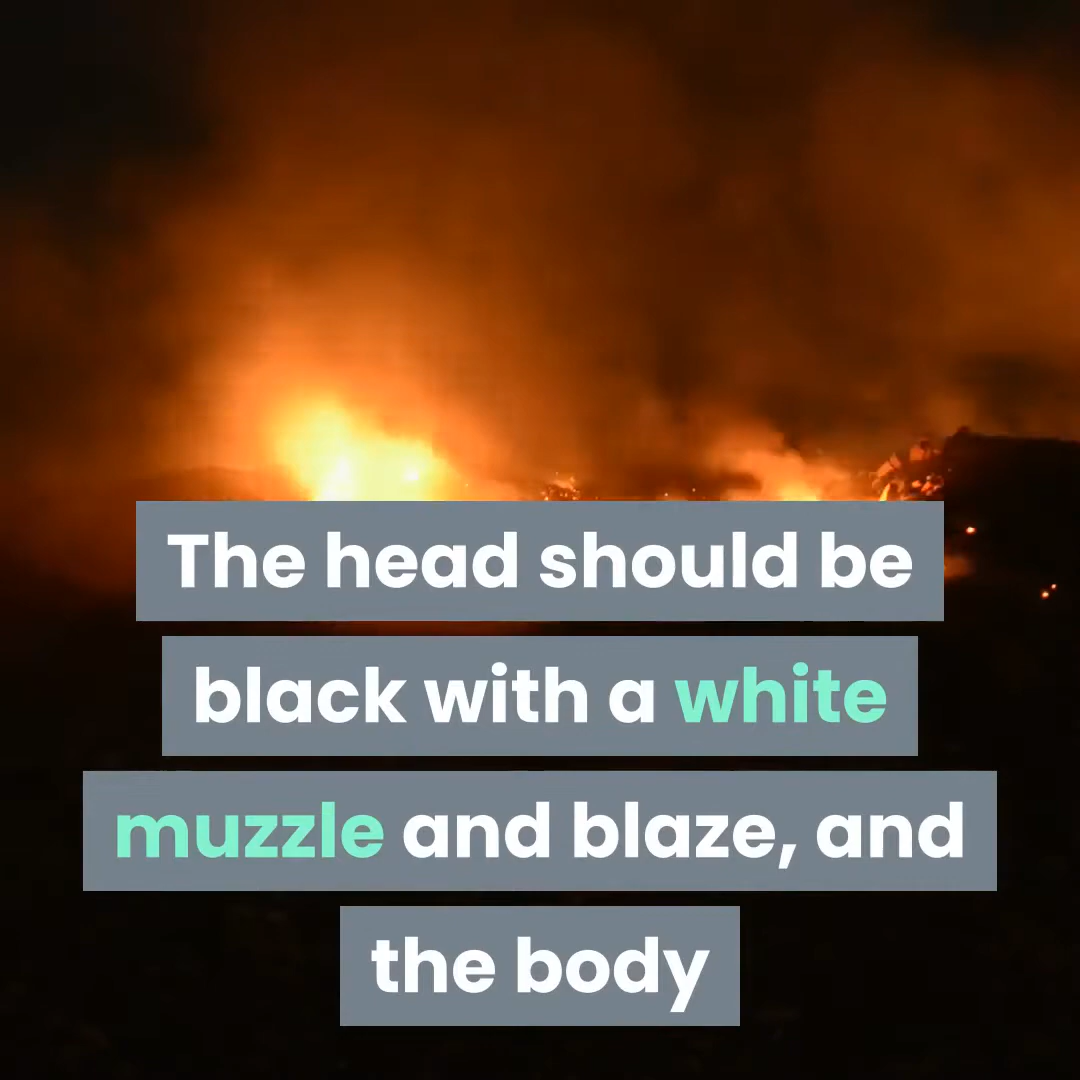 The head should be
black with a white
muzzle and blaze, and
the body